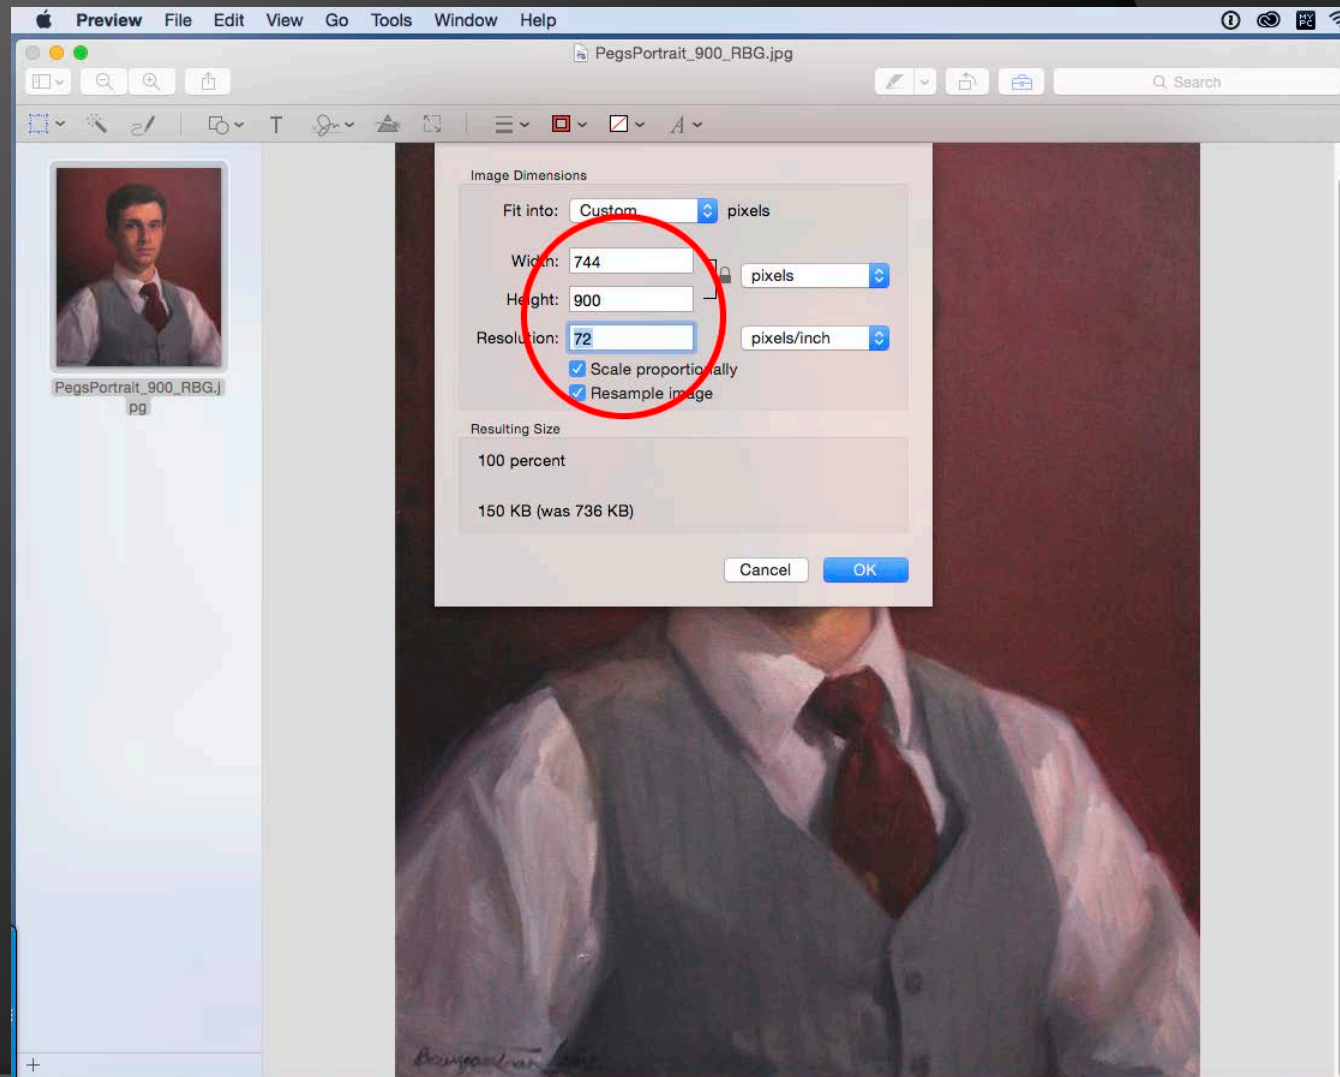 Preview File Edit View Go Tools Window Help
MY
PC
PegsPortrait_900_RBG.jpg
Search
T A
PegsPortrait_900_RBG.j
pg
Image Dimensions
Fit into: Custom pixels
Width: 744
pixels
Height: 900
Resolution: 72 pixels/inch
Scale proportionally
Resample image
Resulting Size
100 percent
150 KB (was 736 KB)
Cancel OK